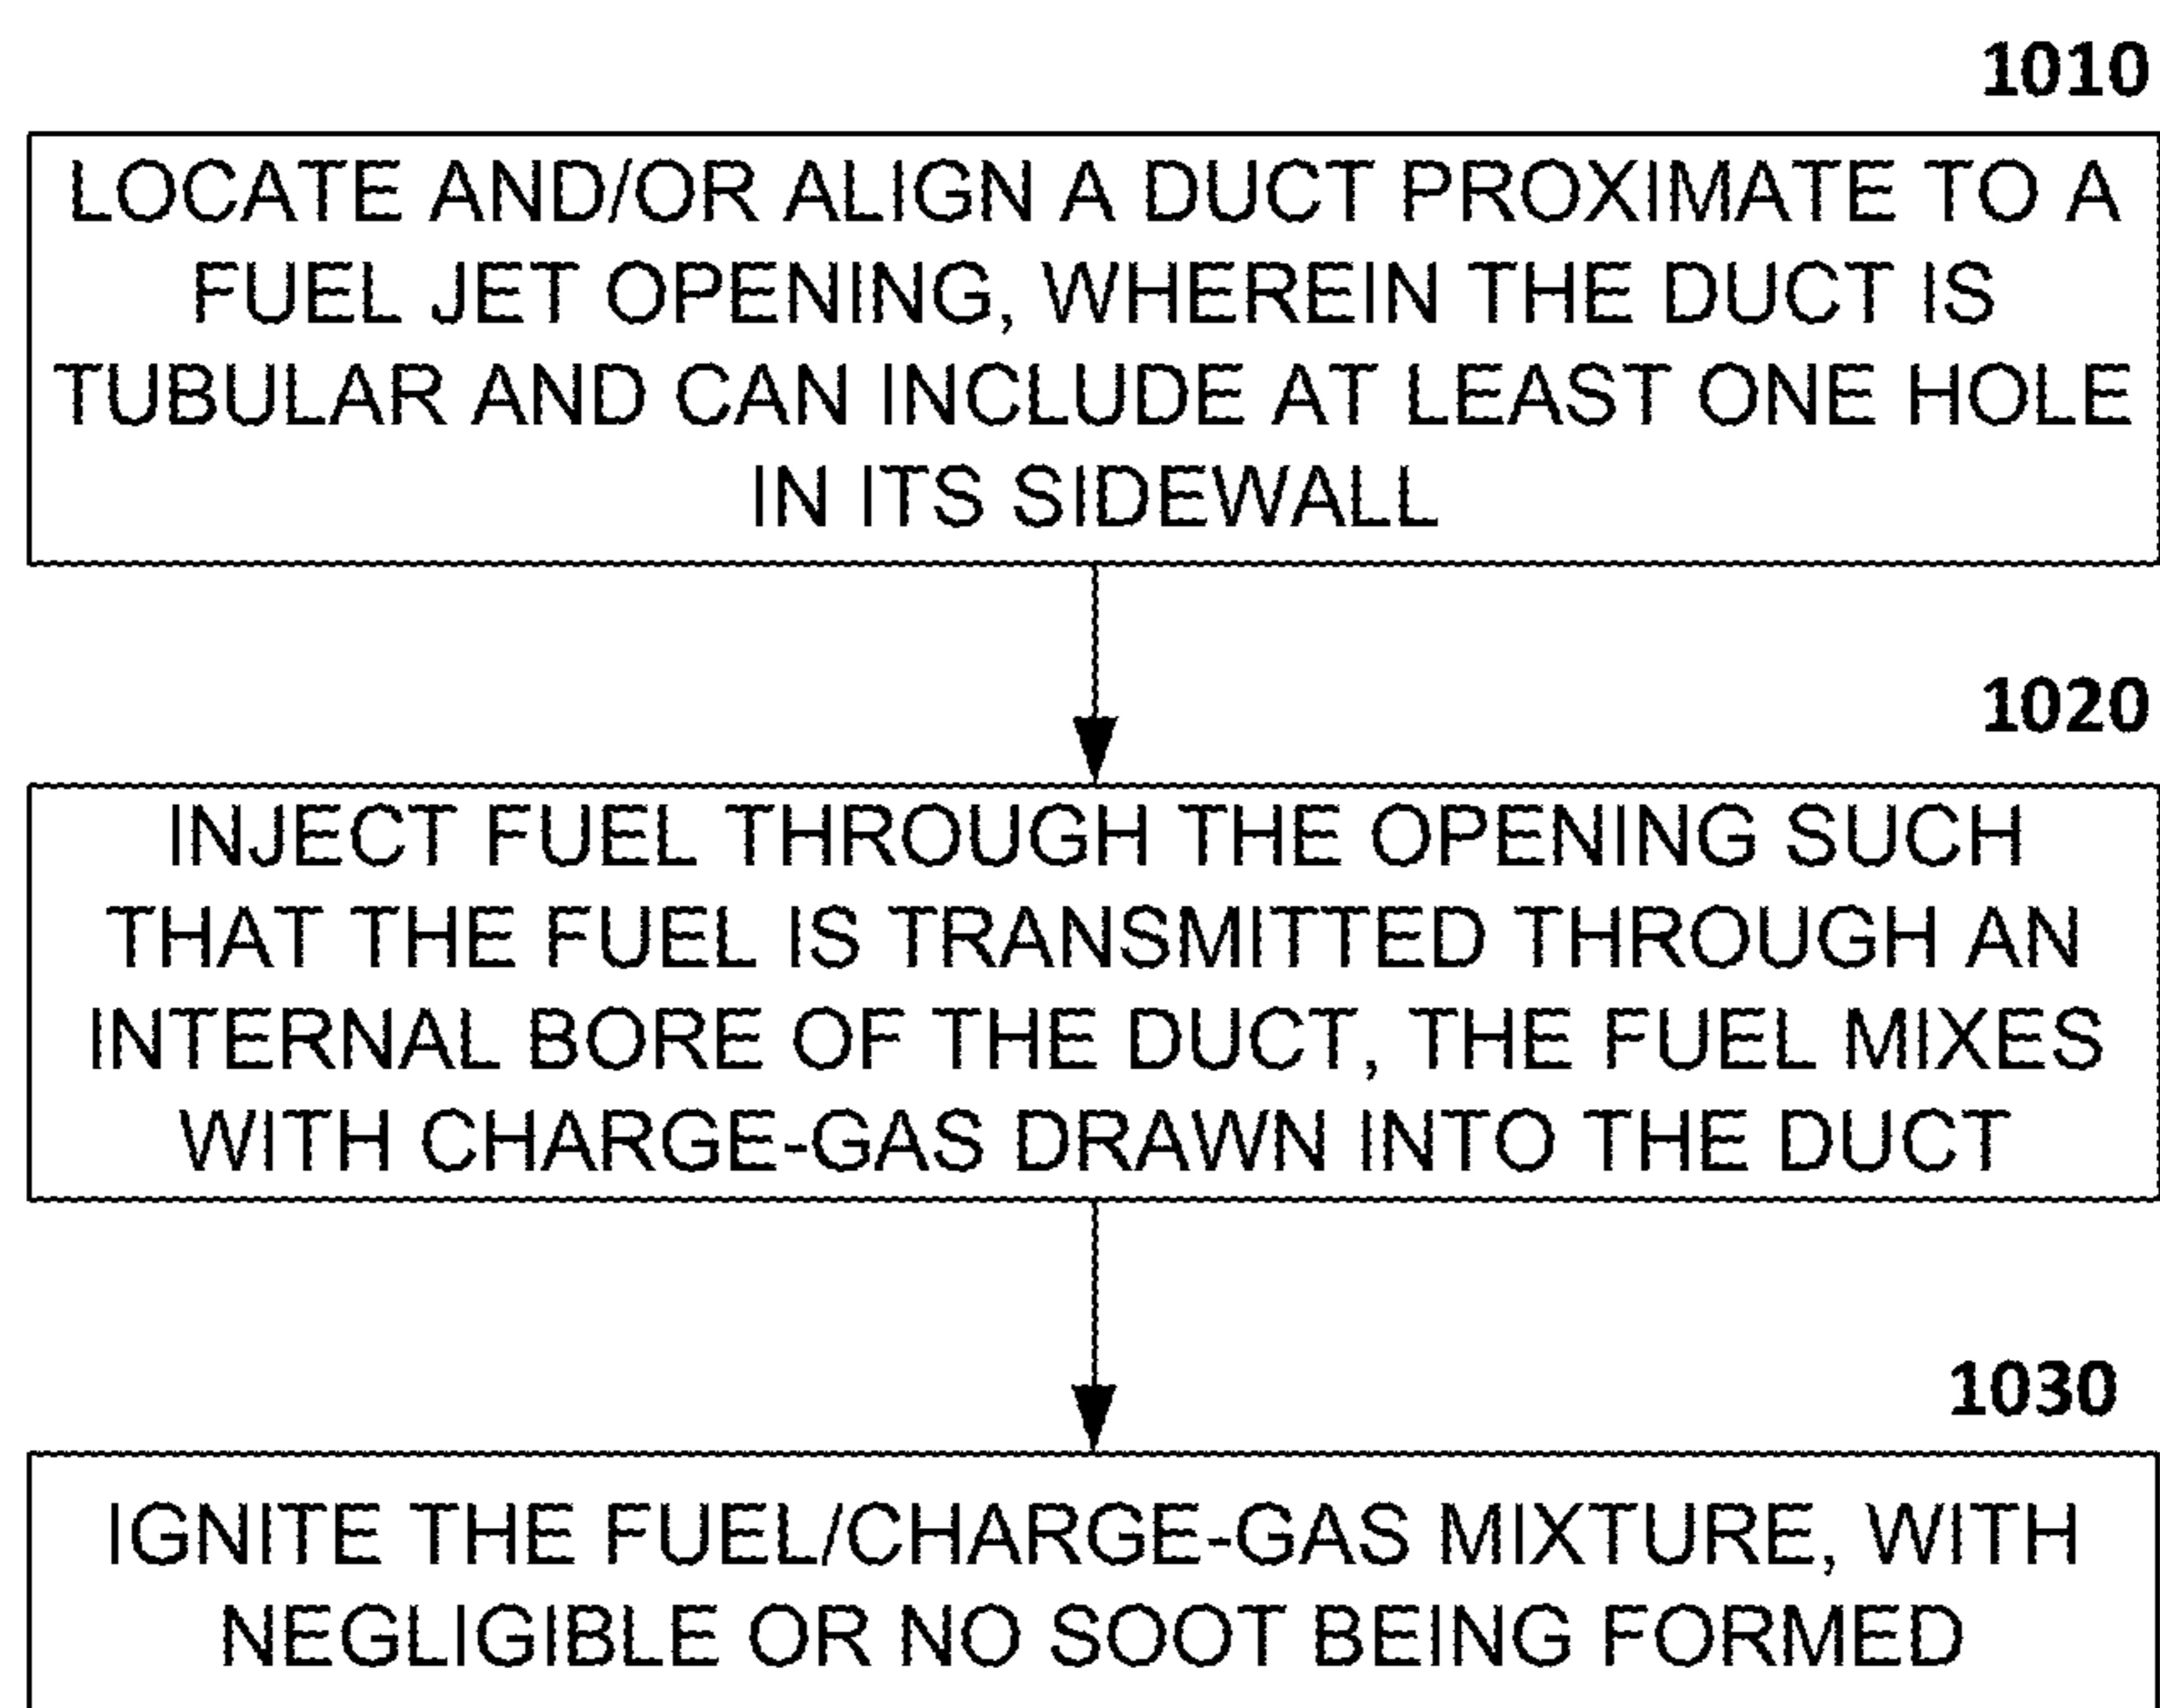 1010
LOCATE AND/OR ALIGN A DUCT PROXIMATE TO A
FUEL JET OPENING, WHEREIN THE DUCT IS
TUBULAR AND CAN INCLUDE AT LEAST ONE HOLE
IN ITS SIDEWALL
1020
INJECT FUEL THROUGH THE OPENING SUCH
THAT THE FUEL IS TRANSMITTED THROUGH AN
INTERNAL BORE OF THE DUCT, THE FUEL MIXES
WITH CHARGE-GAS DRAWN INTO THE DUCT
1030
IGNITE THE FUEL/CHARGE-GAS MIXTURE, WITH
NEGLIGIBLE OR NO SOOT BEING FORMED